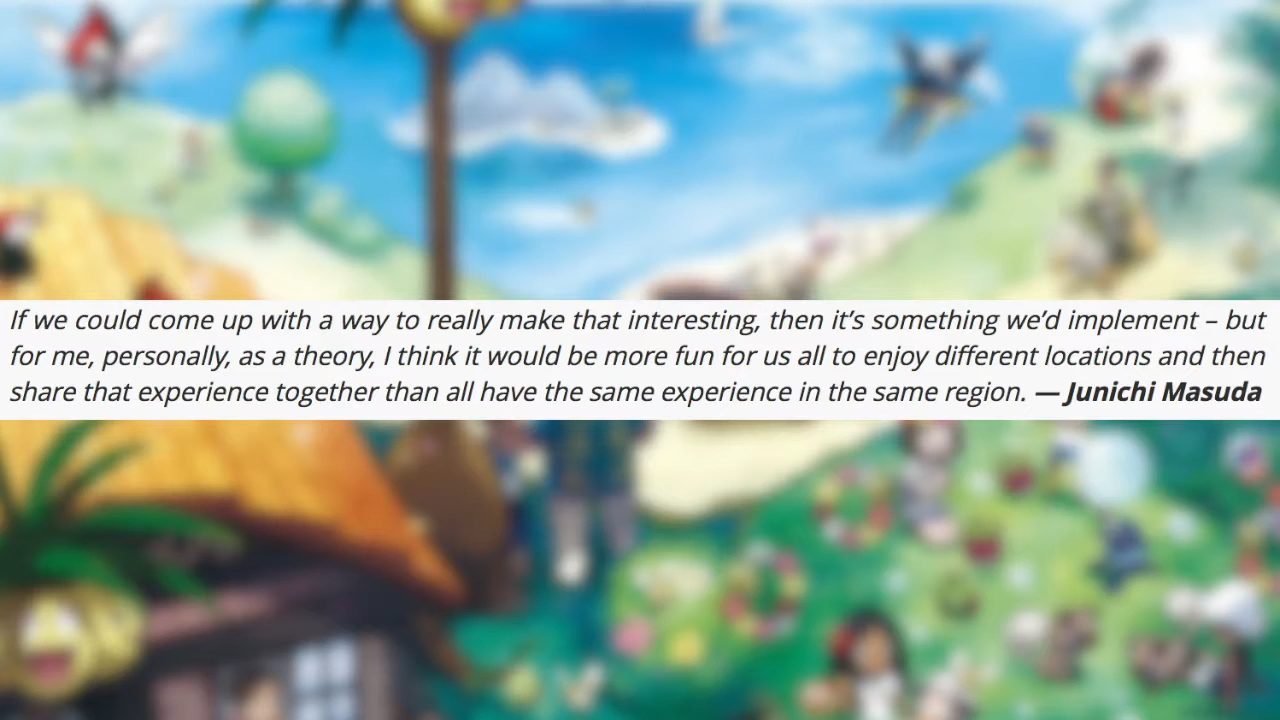 If we could come up with a way to really make that interesting, then it’s something we’d implement – but
for me, personally, as a theory, I think it would be more fun for us all to enjoy different locations and then
share that experience together than all have the same experience in the same region. — Junichi Masuda